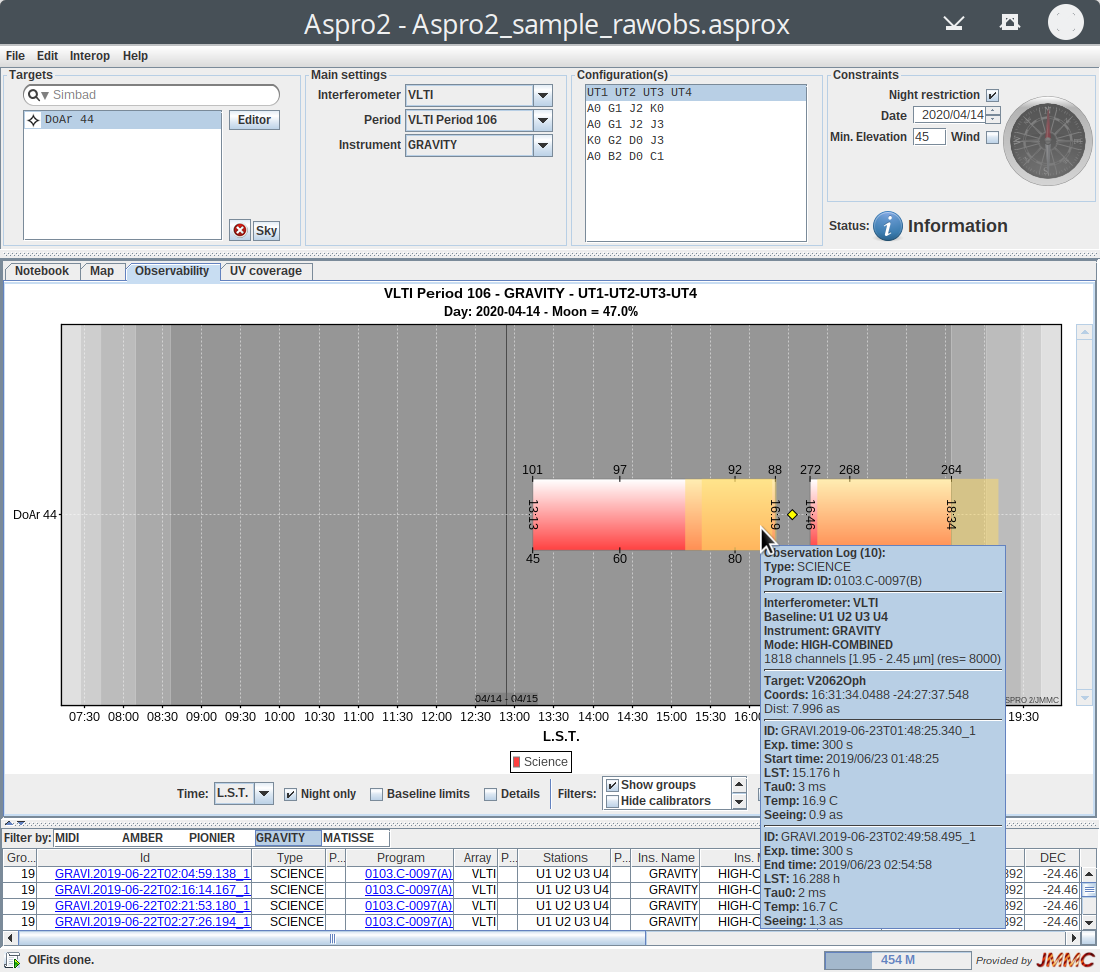 Aspro2 - Aspro2_sample_rawobs.asprox
File Edit Interop Help
Targets
Simbad
DoAr 44
Editor
Sky
Main settings
Interferometer VLTI
Period VLTI Period 106
Instrument GRAVITY
Configuration(s)
UT1 UT2 UT3 UT4
A0 G1 J2 K0
A0 G1 J2 J3
K0 G2 D0 J3
A0 B2 D0 C1
Constraints
Night restriction
Date 2020/04/14
Min. Elevation 45 Wind
Status: Information
Notebook Map Observability UV coverage
VLTI Period 106 - GRAVITY - UT1-UT2-UT3-UT4
Day: 2020-04-14 - Moon = 47.0%
101 97 92 88 272 268 264
DoAr 44
13:13 16:19 16:46 18:34
45 60 80
04/14 - 04/15
SPRO 2/JMMC
07:30 08:00 08:30 09:00 09:30 10:00 10:30 11:00 11:30 12:00 12:30 13:00 13:30 14:00 14:30 15:00 15:30 16:0 19:30
L.S.T.
Science
Observation Log (10):
Type: SCIENCE
Program ID: 0103.C-0097(B)
Interferometer: VLTI
Baseline: U1 U2 U3 U4
Instrument: GRAVITY
Mode: HIGH-COMBINED
1818 channels [1.95 - 2.45 µm] (res= 8000)
Target: V2062Oph
Coords: 16:31:34.0488 -24:27:37.548
Dist: 7.996 as
ID: GRAVI.2019-06-23T01:48:25.340_1
Exp. time: 300 s
Start time: 2019/06/23 01:48:25
LST: 15.176 h
Tau0: 3 ms
Temp: 16.9 C
Seeing: 0.9 as
ID: GRAVI.2019-06-23T02:49:58.495_1
Exp. time: 300 s
End time: 2019/06/23 02:54:58
LST: 16.288 h
Tau0: 2 ms
Temp: 16.7 C
Seeing: 1.3 as
Time: L.S.T. Night only Baseline limits Details Filters: Show groups
Hide calibrators
Filter by: MIDI AMBER PIONIER GRAVITY MATISSE
Gro... Id Type P... Program Array P... Stations P... Ins. Name Ins. M DEC
19 GRAVI.2019-06-22T02:04:59.138_1 SCIENCE 0103.C-0097(A) VLTI U1 U2 U3 U4 GRAVITY HIGH-C 392 -24.46
19 GRAVI.2019-06-22T02:16:14.167_1 SCIENCE 0103.C-0097(A) VLTI U1 U2 U3 U4 GRAVITY HIGH-C 392 -24.46
19 GRAVI.2019-06-22T02:21:53.180_1 SCIENCE 0103.C-0097(A) VLTI U1 U2 U3 U4 GRAVITY HIGH-C 392 -24.46
19 GRAVI.2019-06-22T02:27:26.194_1 SCIENCE 0103.C-0097(A) VLTI U1 U2 U3 U4 GRAVITY HIGH-C 392 -24.46
OIFits done.
454 M
Provided by JMMC